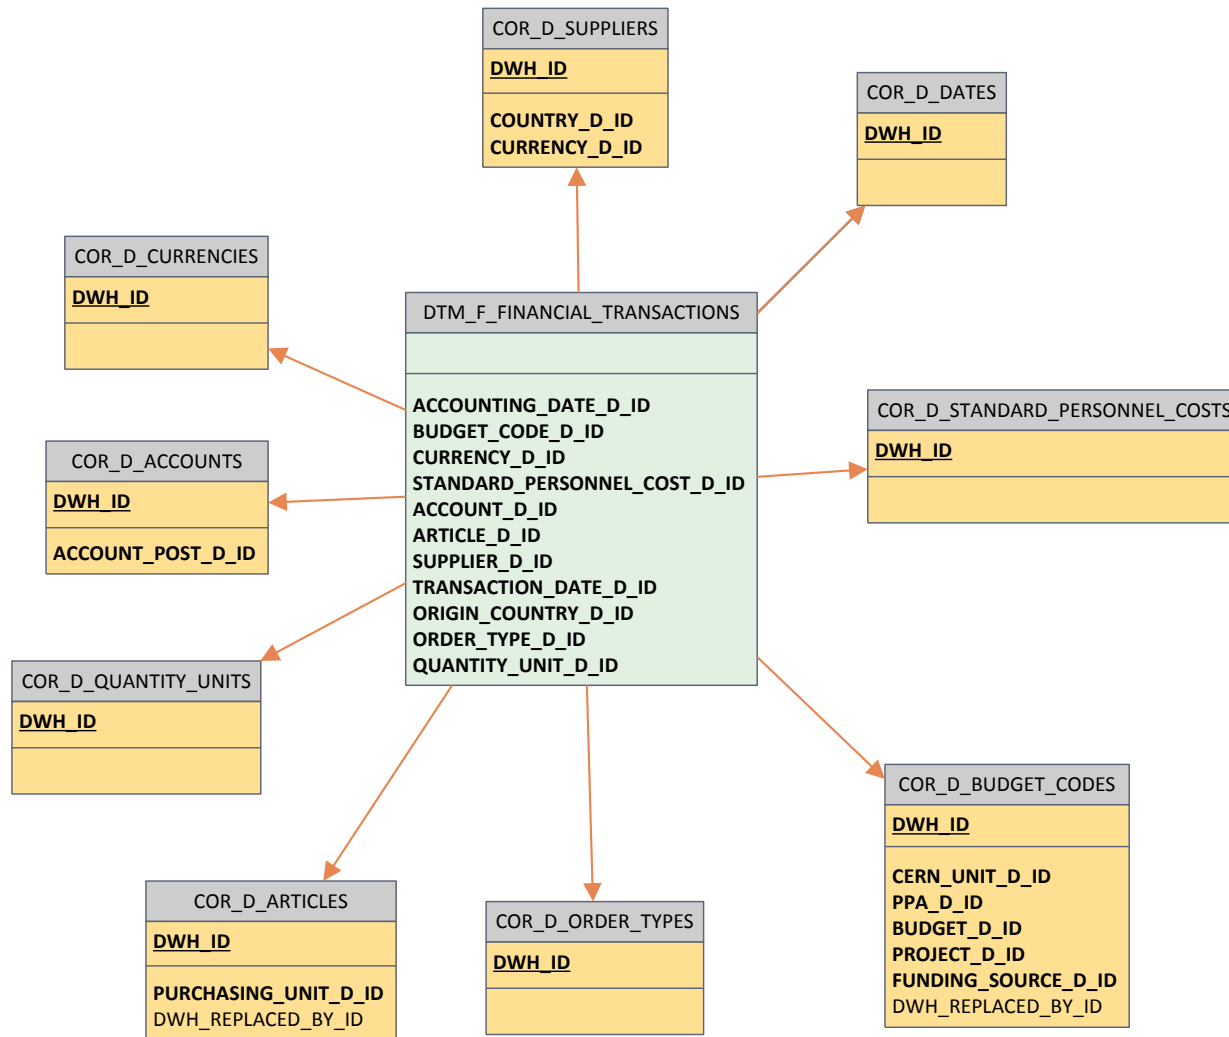 COR_D_SUPPLIERS
DWH_ID
COUNTRY_D_ID
CURRENCY_D_ID
COR_D_DATES
DWH_ID
COR_D_CURRENCIES
DWH_ID
DTM_F_FINANCIAL_TRANSACTIONS
ACCOUNTING_DATE_D_ID
BUDGET_CODE_D_ID
CURRENCY_D_ID
STANDARD_PERSONNEL_COST_D_ID
ACCOUNT_D_ID
ARTICLE_D_ID
SUPPLIER_D_ID
TRANSACTION_DATE_D_ID
ORIGIN_COUNTRY_D_ID
ORDER_TYPE_D_ID
QUANTITY_UNIT_D_ID
COR_D_STANDARD_PERSONNEL_COSTS
DWH_ID
COR_D_ACCOUNTS
DWH_ID
ACCOUNT_POST_D_ID
COR_D_QUANTITY_UNITS
DWH_ID
COR_D_BUDGET_CODES
DWH_ID
CERN_UNIT_D_ID
PPA_D_ID
BUDGET_D_ID
PROJECT_D_ID
FUNDING_SOURCE_D_ID
DWH_REPLACED_BY_ID
COR_D_ARTICLES
DWH_ID
PURCHASING_UNIT_D_ID
DWH_REPLACED_BY_ID
COR_D_ORDER_TYPES
DWH_ID